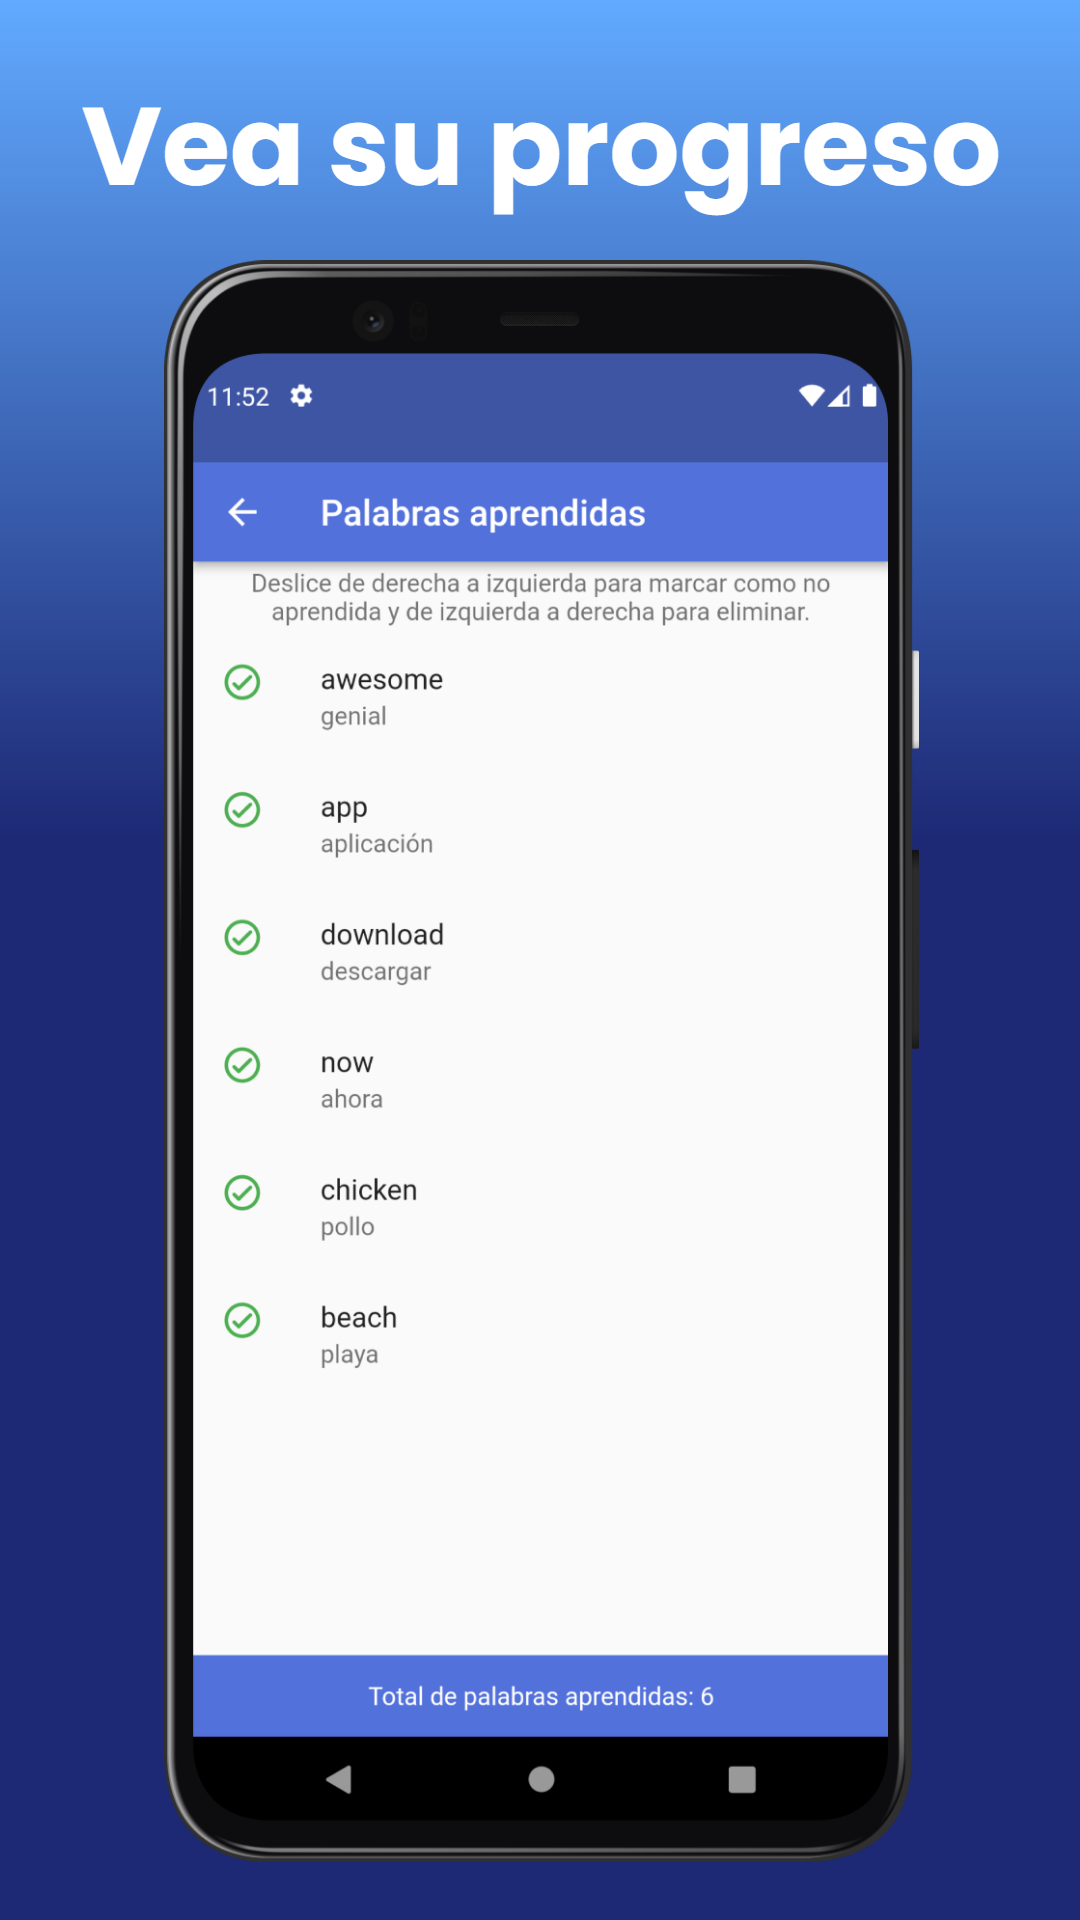 Vea su progreso
11:52
Palabras aprendidas
Deslice de derecha a izquierda para marcar como no
aprendida y de izquierda a derecha para eliminar.
awesome
genial
app
aplicación
download
descargar
now
ahora
chicken
pollo
beach
playa
Total de palabras aprendidas: 6